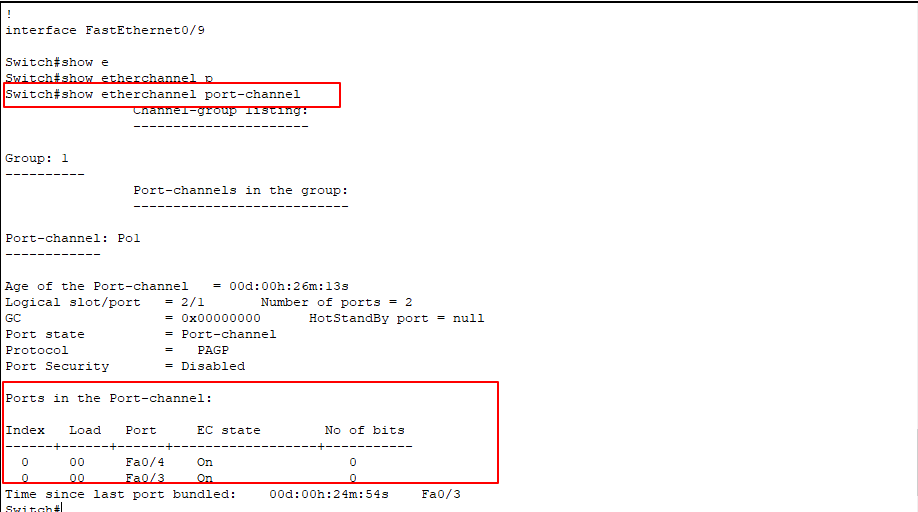 !
interface FastEthernet0/9
Switch#show e
Switch#show etherchannel p
Switch#show etherchannel port-channel
Channel-group listing:
-----------------------
Group: 1
----------
Port-channels in the group:
---------------------------
Port-channel: Po1
------------
Age of the Port-channel   = 00d:00h:26m:13s
Logical slot/port   = 2/1       Number of ports = 2
GC                  = 0x00000000      HotStandBy port = null
Port state          = Port-channel
Protocol            =   PAGP
Port Security       = Disabled
Ports in the Port-channel:
Index   Load   Port     EC state        No of bits
------+------+------+------------------+-----------
  0     00     Fa0/4    On                 0
  0     00     Fa0/3    On                 0
Time since last port bundled:    00d:00h:24m:54s    Fa0/3
Switch#